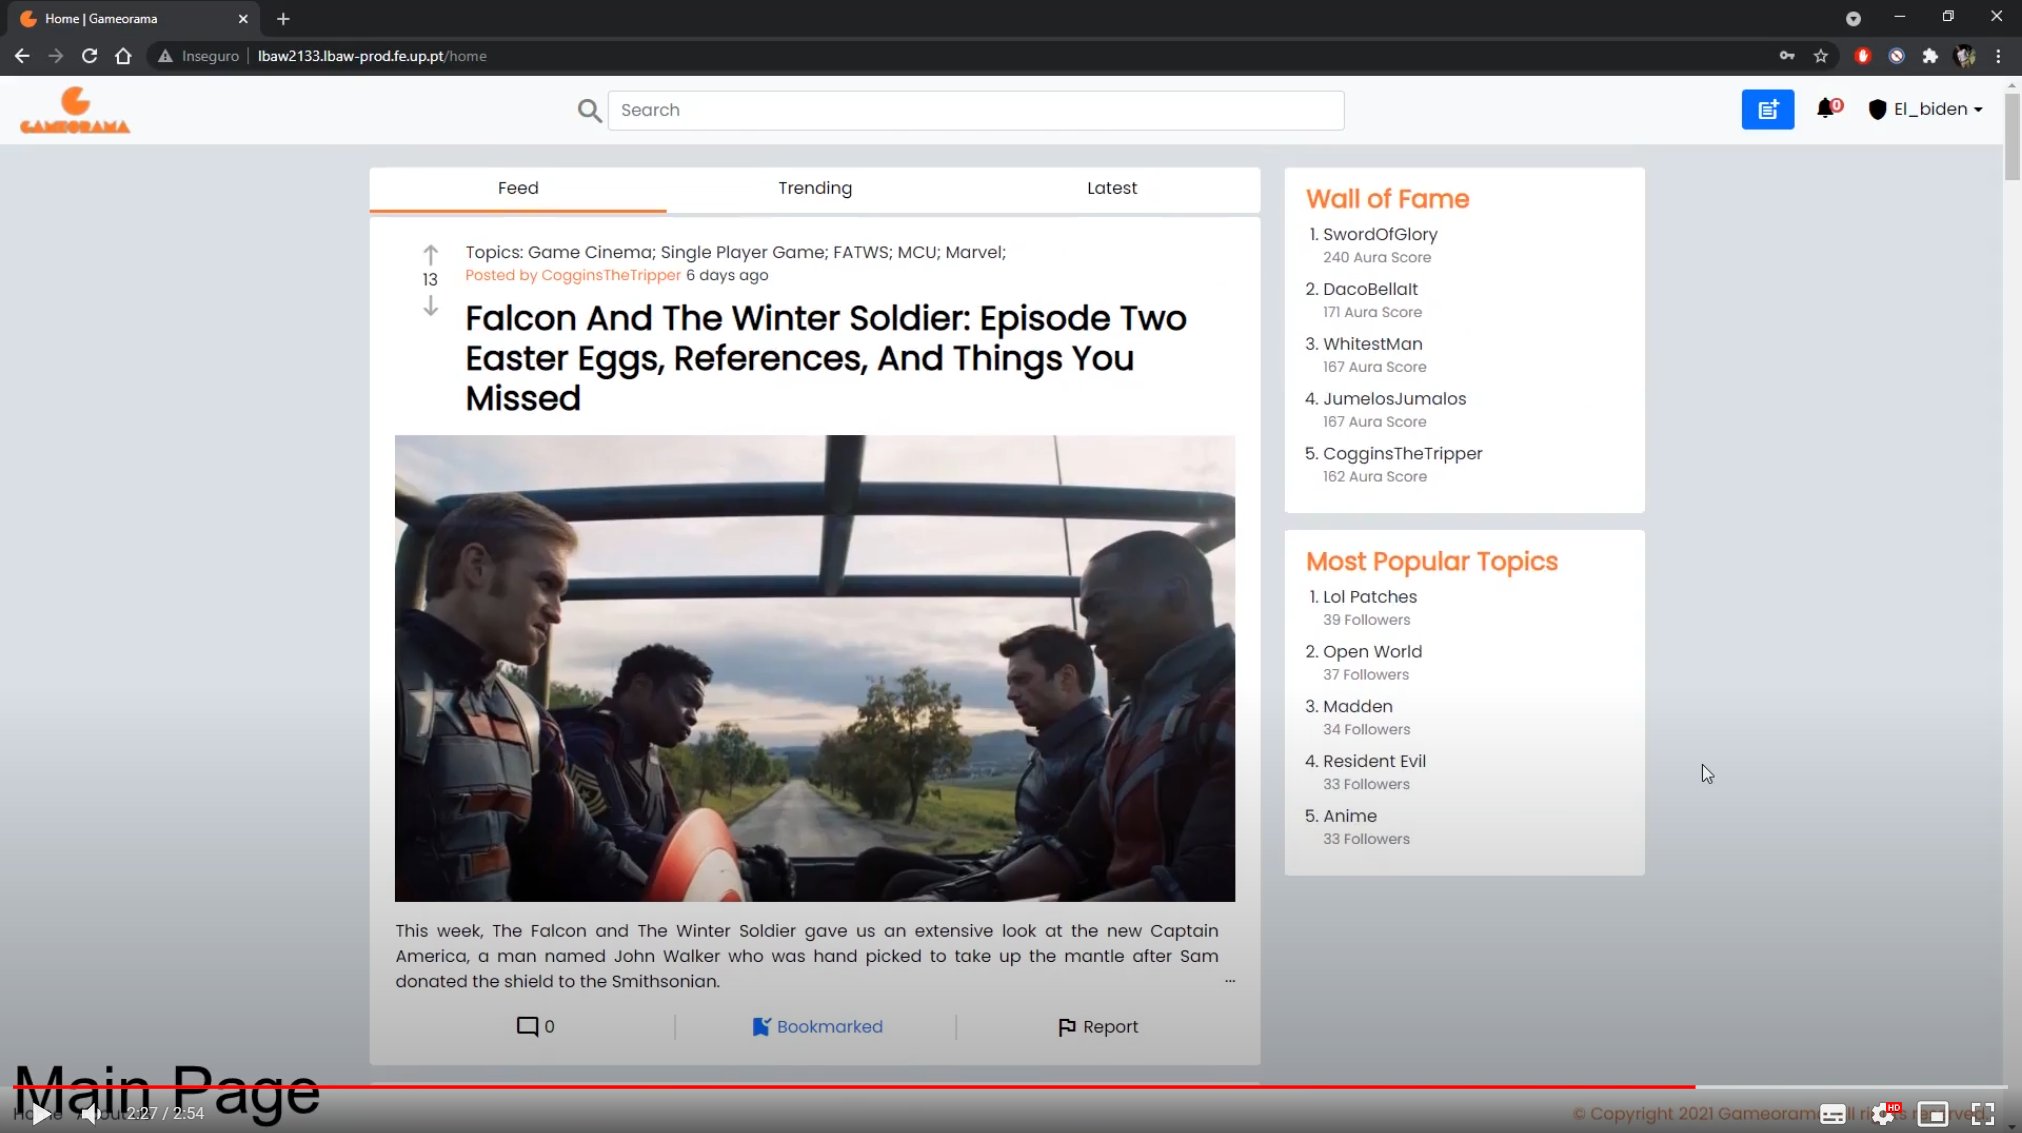 Home | Gameorama
Inseguro
lbaw2133.lbaw-prod.fe.up.pt/home
GAMEORAMA
Search
0
El_biden
Feed
Trending
Latest
Topics: Game Cinema; Single Player Game; FATWS; MCU; Marvel;
13
Posted by CogginsTheTripper 6 days ago
Falcon And The Winter Soldier: Episode Two
Easter Eggs, References, And Things You
Missed
This week, The Falcon and The Winter Soldier gave us an extensive look at the new Captain
America, a man named John Walker who was hand picked to take up the mantle after Sam
donated the shield to the Smithsonian.
...
0
Bookmarked
Report
Wall of Fame
1. SwordOfGlory
240 Aura Score
2. DacoBellaIt
171 Aura Score
3. WhitestMan
167 Aura Score
4. JumelosJumalos
167 Aura Score
5. CogginsTheTripper
162 Aura Score
Most Popular Topics
1. Lol Patches
39 Followers
2. Open World
37 Followers
3. Madden
34 Followers
4. Resident Evil
33 Followers
5. Anime
33 Followers
Main Page
2:27 / 2:54
© Copyright 2021 Gameorama
HD